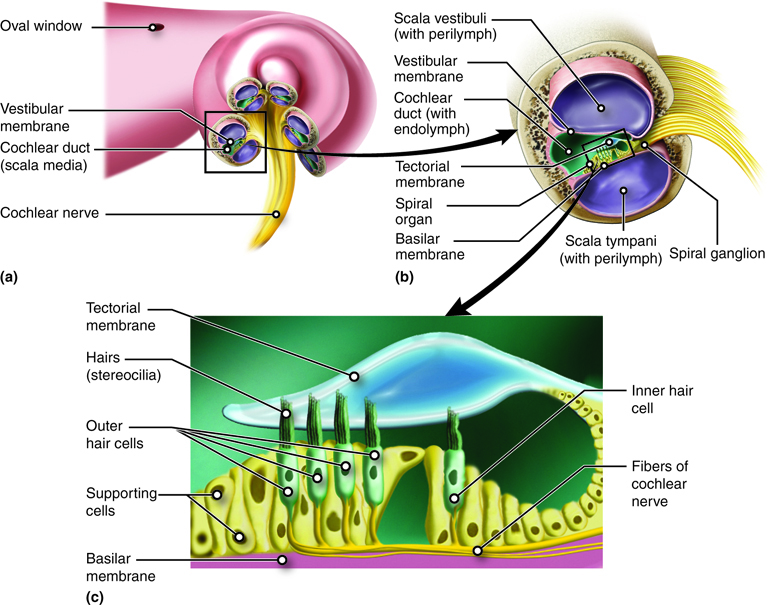 Oval window
Vestibular
membrane
Cochlear duct
(scala media)
Cochlear nerve
(a)
Scala vestibuli
(with perilymph)
Vestibular
membrane
Cochlear
duct (with
endolymph)
Tectorial
membrane
Spiral
organ
Basilar
membrane
Scala tympani
(with perilymph)
Spiral ganglion
(b)
Tectorial
membrane
Hairs
(stereocilia)
Outer
hair cells
Supporting
cells
Basilar
membrane
Inner hair
cell
Fibers of
cochlear
nerve
(c)